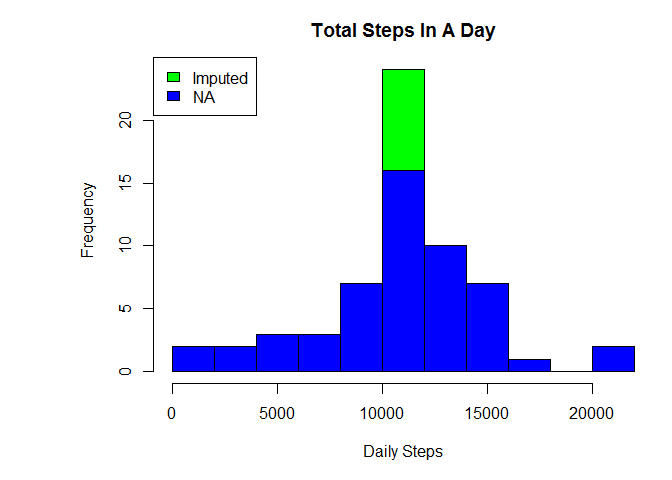 Total Steps In A Day
Imputed
NA
Frequency
20
15
10
5
0
0 5000 10000 15000 20000
Daily Steps